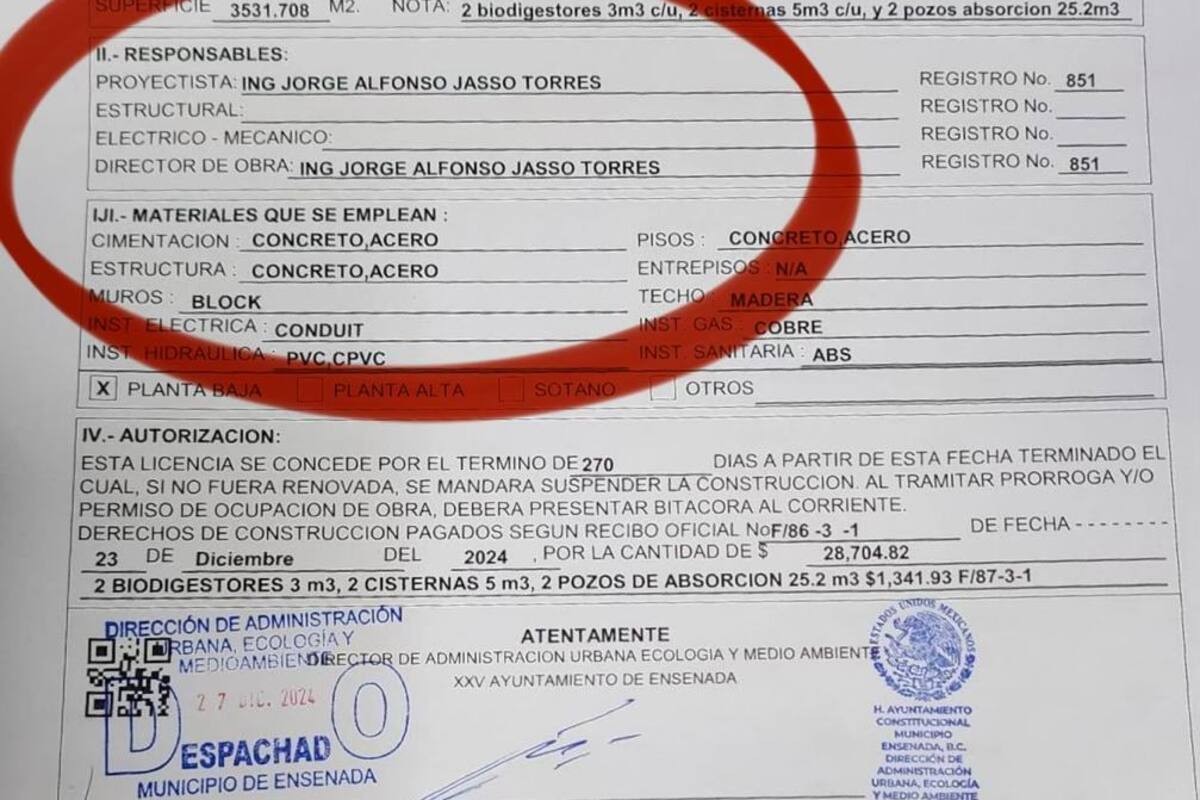 SUPERFICIE 3531.708 M2. NOTA: 2 biodigestores 3m3 c/u, 2 cisternas 5m3 c/u, y 2 pozos absorcion 25.2m3
II.- RESPONSABLES:
PROYECTISTA: ING JORGE ALFONSO JASSO TORRES REGISTRO No. 851
ESTRUCTURAL: REGISTRO No.
ELECTRICO - MECANICO: REGISTRO No.
DIRECTOR DE OBRA: ING JORGE ALFONSO JASSO TORRES REGISTRO No. 851
IJI.- MATERIALES QUE SE EMPLEAN :
CIMENTACION : CONCRETO,ACERO PISOS : CONCRETO,ACERO
ESTRUCTURA : CONCRETO,ACERO ENTREPISOS : N/A
MUROS : BLOCK TECHO : MADERA
INST. ELECTRICA : CONDUIT INST. GAS : COBRE
INST. HIDRAULICA : PVC,CPVC INST. SANITARIA : ABS
X PLANTA BAJA PLANTA ALTA SOTANO OTROS
IV.- AUTORIZACION:
ESTA LICENCIA SE CONCEDE POR EL TERMINO DE 270 DIAS A PARTIR DE ESTA FECHA TERMINADO EL
CUAL, SI NO FUERA RENOVADA, SE MANDARA SUSPENDER LA CONSTRUCCION. AL TRAMITAR PRORROGA Y/O
PERMISO DE OCUPACION DE OBRA, DEBERA PRESENTAR BITACORA AL CORRIENTE.
DERECHOS DE CONSTRUCCION PAGADOS SEGUN RECIBO OFICIAL No F/86 -3 -1 DE FECHA - - - - - - - -
23 DE Diciembre DEL 2024 , POR LA CANTIDAD DE $ 28,704.82
2 BIODIGESTORES 3 m3, 2 CISTERNAS 5 m3, 2 POZOS DE ABSORCION 25.2 m3 $1,341.93 F/87-3-1
DIRECCIÓN DE ADMINISTRACIÓN
URBANA, ECOLOGÍA Y
MEDIOAMBIENTE
27 DIC. 2024
DESPACHADO
MUNICIPIO DE ENSENADA
ATENTAMENTE
DIRECTOR DE ADMINISTRACION URBANA ECOLOGIA Y MEDIO AMBIENTE
XXV AYUNTAMIENTO DE ENSENADA
ESTADOS UNIDOS MEXICANOS
H. AYUNTAMIENTO
CONSTITUCIONAL
MUNICIPIO
ENSENADA, B.C.
DIRECCIÓN DE
ADMINISTRACIÓN
URBANA, ECOLOGÍA
Y MEDIO AMBIENTE